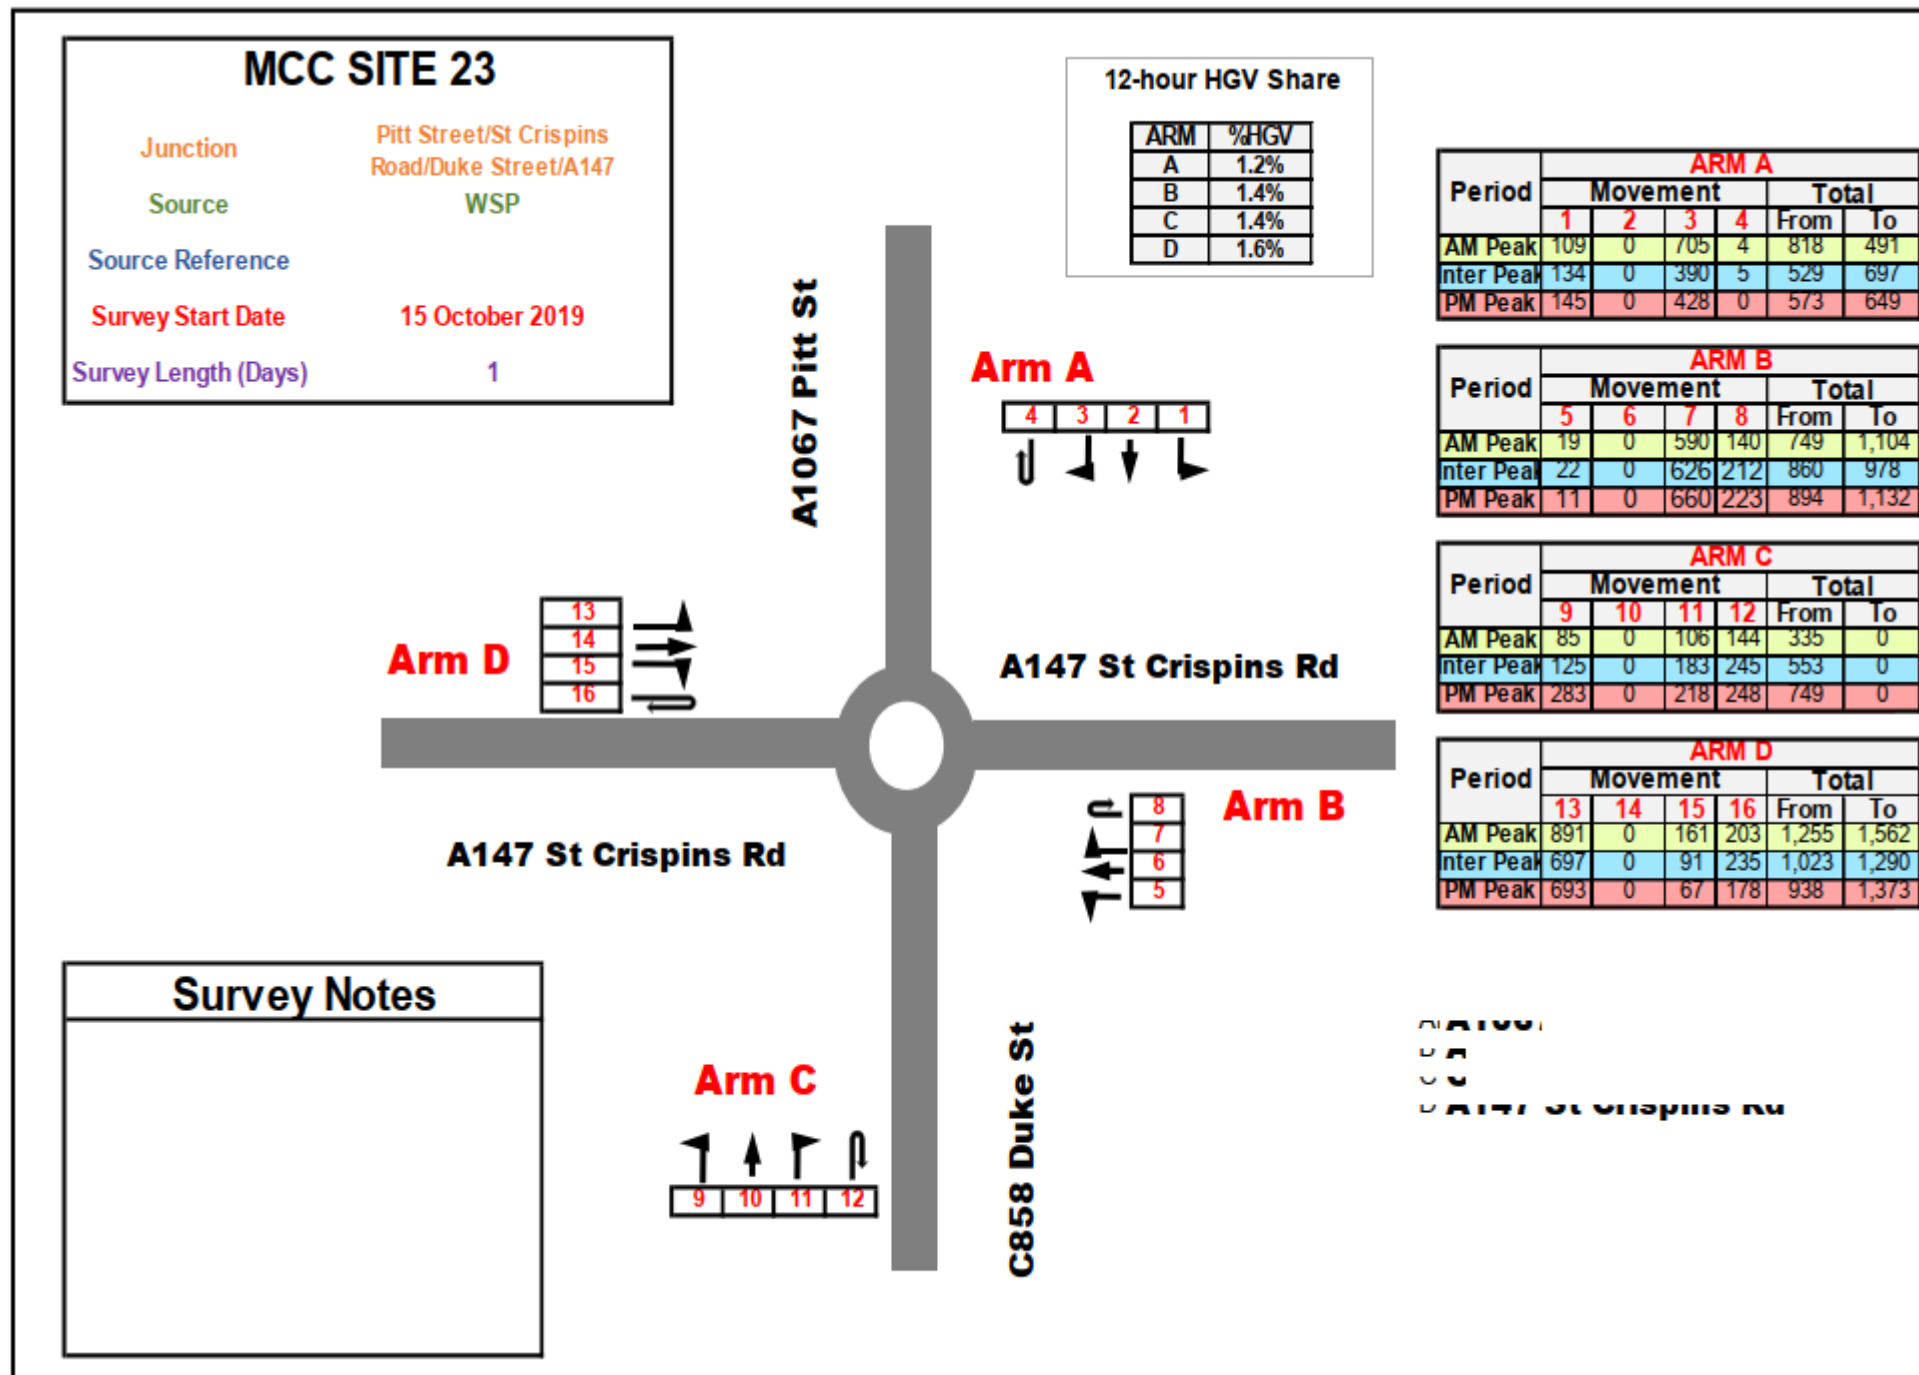 MCC SITE 23
Junction
Pitt Street/St Crispins
Road/Duke Street/A147
Source WSP
Source Reference
Survey Start Date 15 October 2019
Survey Length (Days) 1
12-hour HGV Share
ARM %HGV
A 1.2%
B 1.4%
C 1.4%
D 1.6%
A1067 Pitt St
Arm A
4 3 2 1
Arm D
13
14
15
16
A147 St Crispins Rd
A147 St Crispins Rd
8
7
6
5
Arm B
Survey Notes
Arm C
9 10 11 12
C858 Duke St
ARM A
Period Movement Total
1 2 3 4 From To
AM Peak 109 0 705 4 818 491
nter Peak 134 0 390 5 529 697
PM Peak 145 0 428 0 573 649
ARM B
Period Movement Total
5 6 7 8 From To
AM Peak 19 0 590 140 749 1,104
nter Peak 22 0 626 212 860 978
PM Peak 11 0 660 223 894 1,132
ARM C
Period Movement Total
9 10 11 12 From To
AM Peak 85 0 106 144 335 0
nter Peak 125 0 183 245 553 0
PM Peak 283 0 218 248 749 0
ARM D
Period Movement Total
13 14 15 16 From To
AM Peak 891 0 161 203 1,255 1,562
nter Peak 697 0 91 235 1,023 1,290
PM Peak 693 0 67 178 938 1,373
D A147 St Crispins Rd